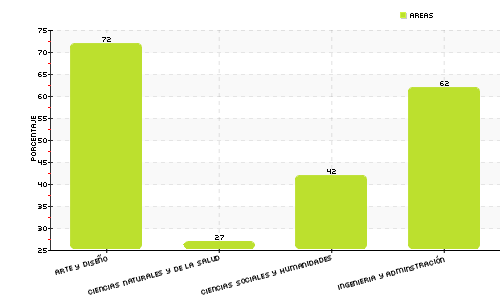 AREAS
PORCENTAJE
75
70
65
60
55
50
45
40
35
30
25
72
27
42
62
ARTE Y DISEÑO
CIENCIAS NATURALES Y DE LA SALUD
CIENCIAS SOCIALES Y HUMANIDADES
INGENIERIA Y ADMINSTRACIÓN